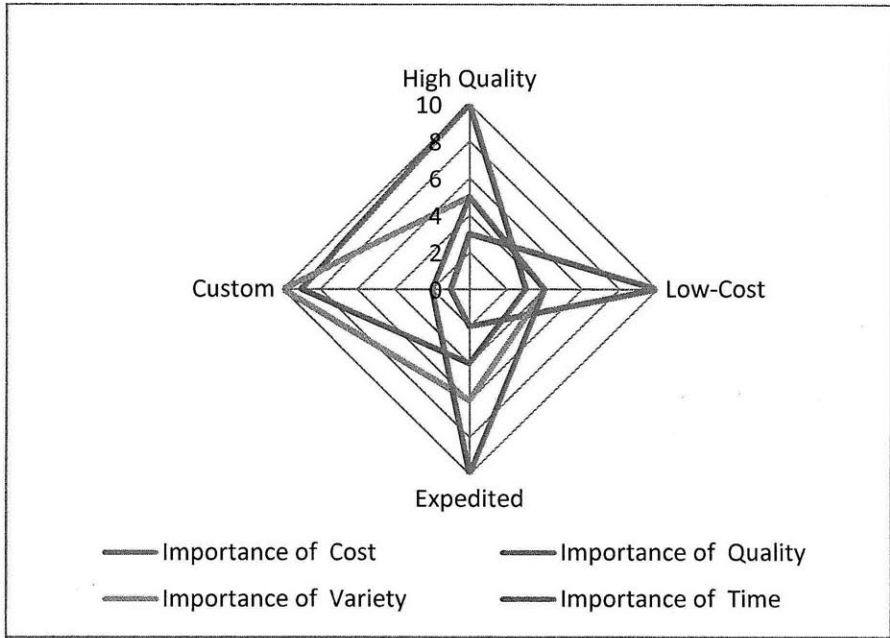 High Quality
10
8
6
4
2
0
Custom
Low-Cost
Expedited
Importance of Cost
Importance of Quality
Importance of Variety
Importance of Time